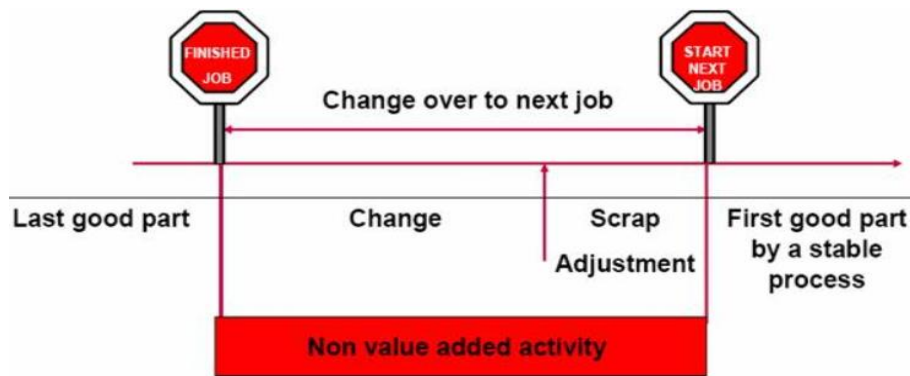 FINISHED
JOB
START
NEXT
JOB
Change over to next job
Last good part
Change
Scrap
First good part
Adjustment
by a stable
process
Non value added activity